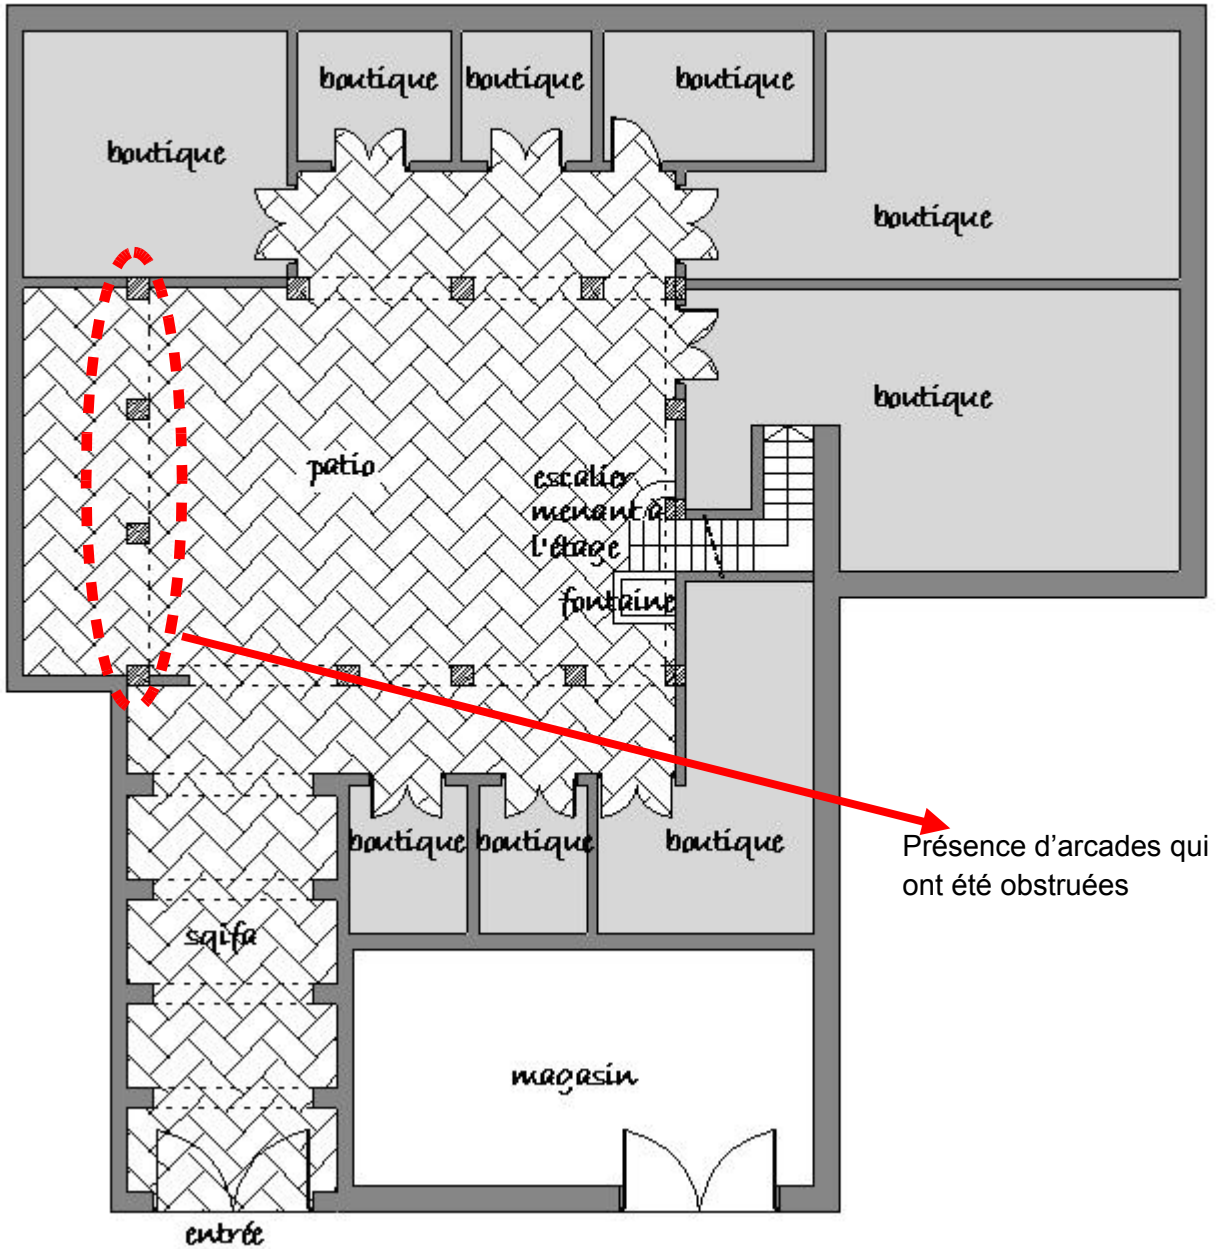 boutique
boutique
boutique
boutique
boutique
boutique
patio
escalier
menant à
l'étage
fontaine
boutique
boutique
boutique
boutique
Présence d'arcades qui
ont été obstruées
sqifa
magasin
entrée